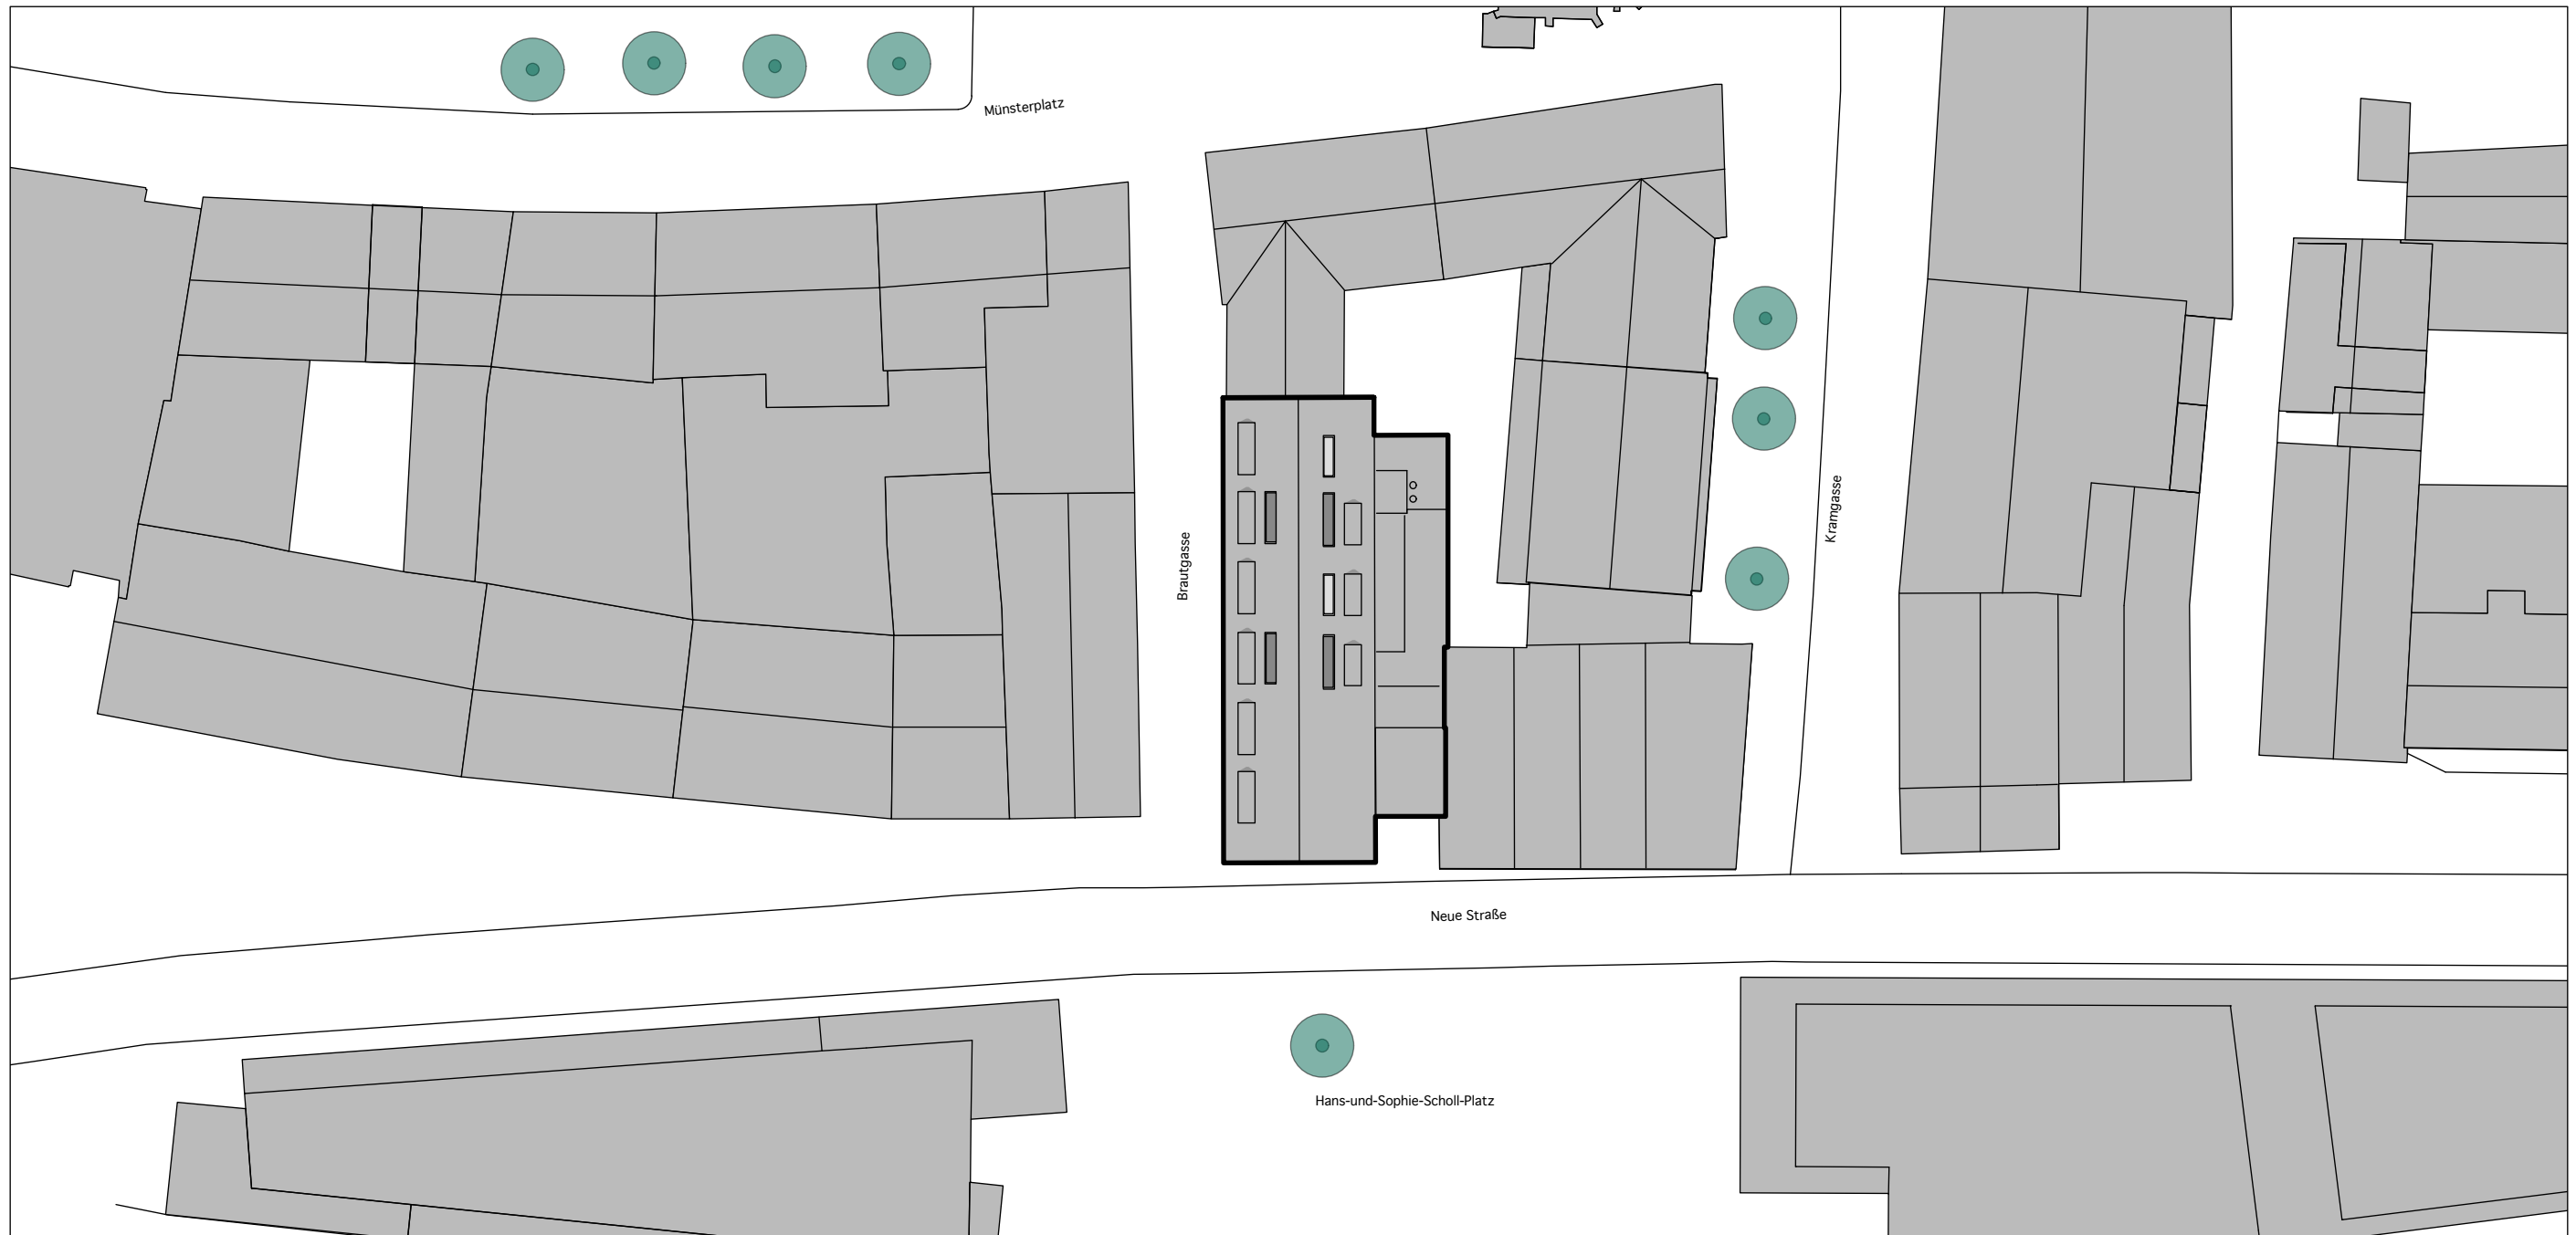 Münsterplatz
Brautgasse
Kramgasse
Neue Straße
Hans-und-Sophie-Scholl-Platz